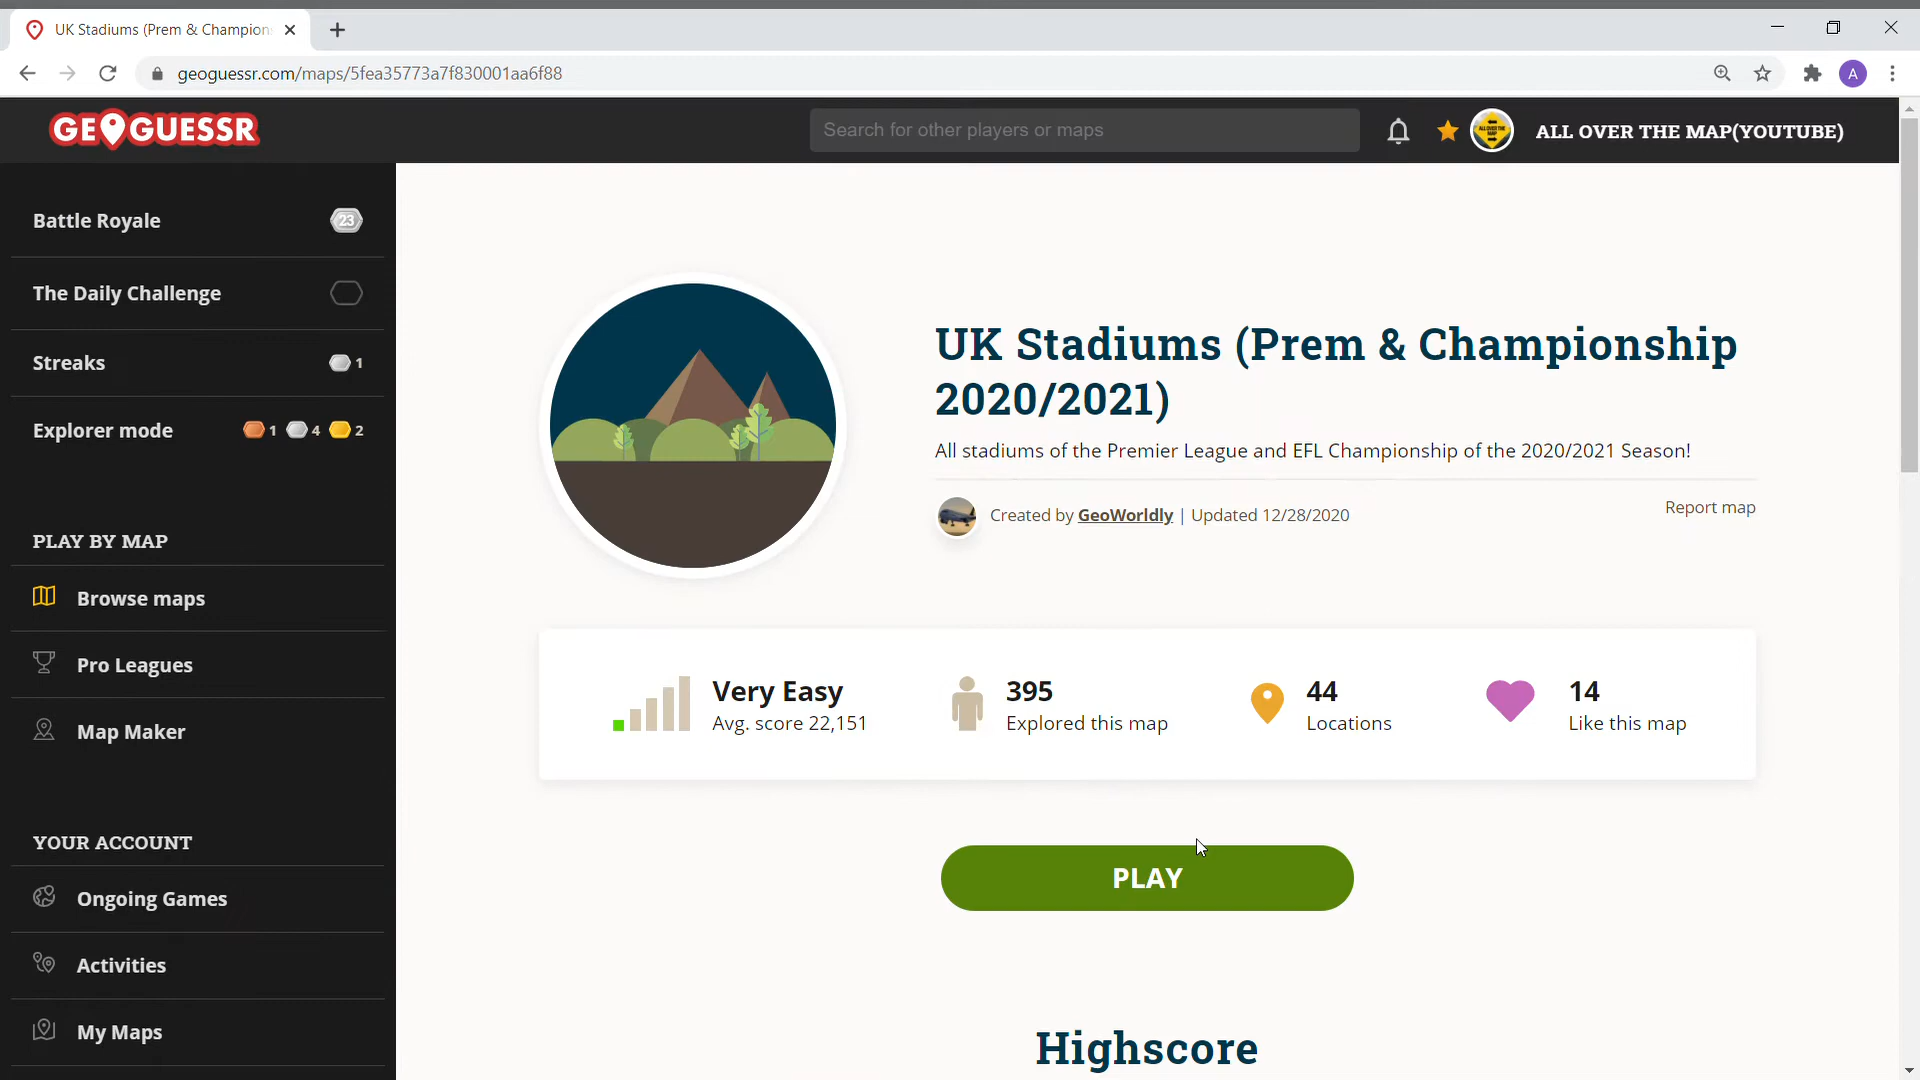 UK Stadiums (Prem & Champion
geoguessr.com/maps/5fea35773a7f830001aa6f88
A
GEOGUESSR
Search for other players or maps
ALL OVER THE MAP(YOUTUBE)
Battle Royale 23
The Daily Challenge
Streaks 1
Explorer mode 1 4 2
PLAY BY MAP
Browse maps
Pro Leagues
Map Maker
YOUR ACCOUNT
Ongoing Games
Activities
My Maps
UK Stadiums (Prem & Championship
2020/2021)
All stadiums of the Premier League and EFL Championship of the 2020/2021 Season!
Created by GeoWorldly | Updated 12/28/2020
Report map
Very Easy
Avg. score 22,151
395
Explored this map
44
Locations
14
Like this map
PLAY
Highscore